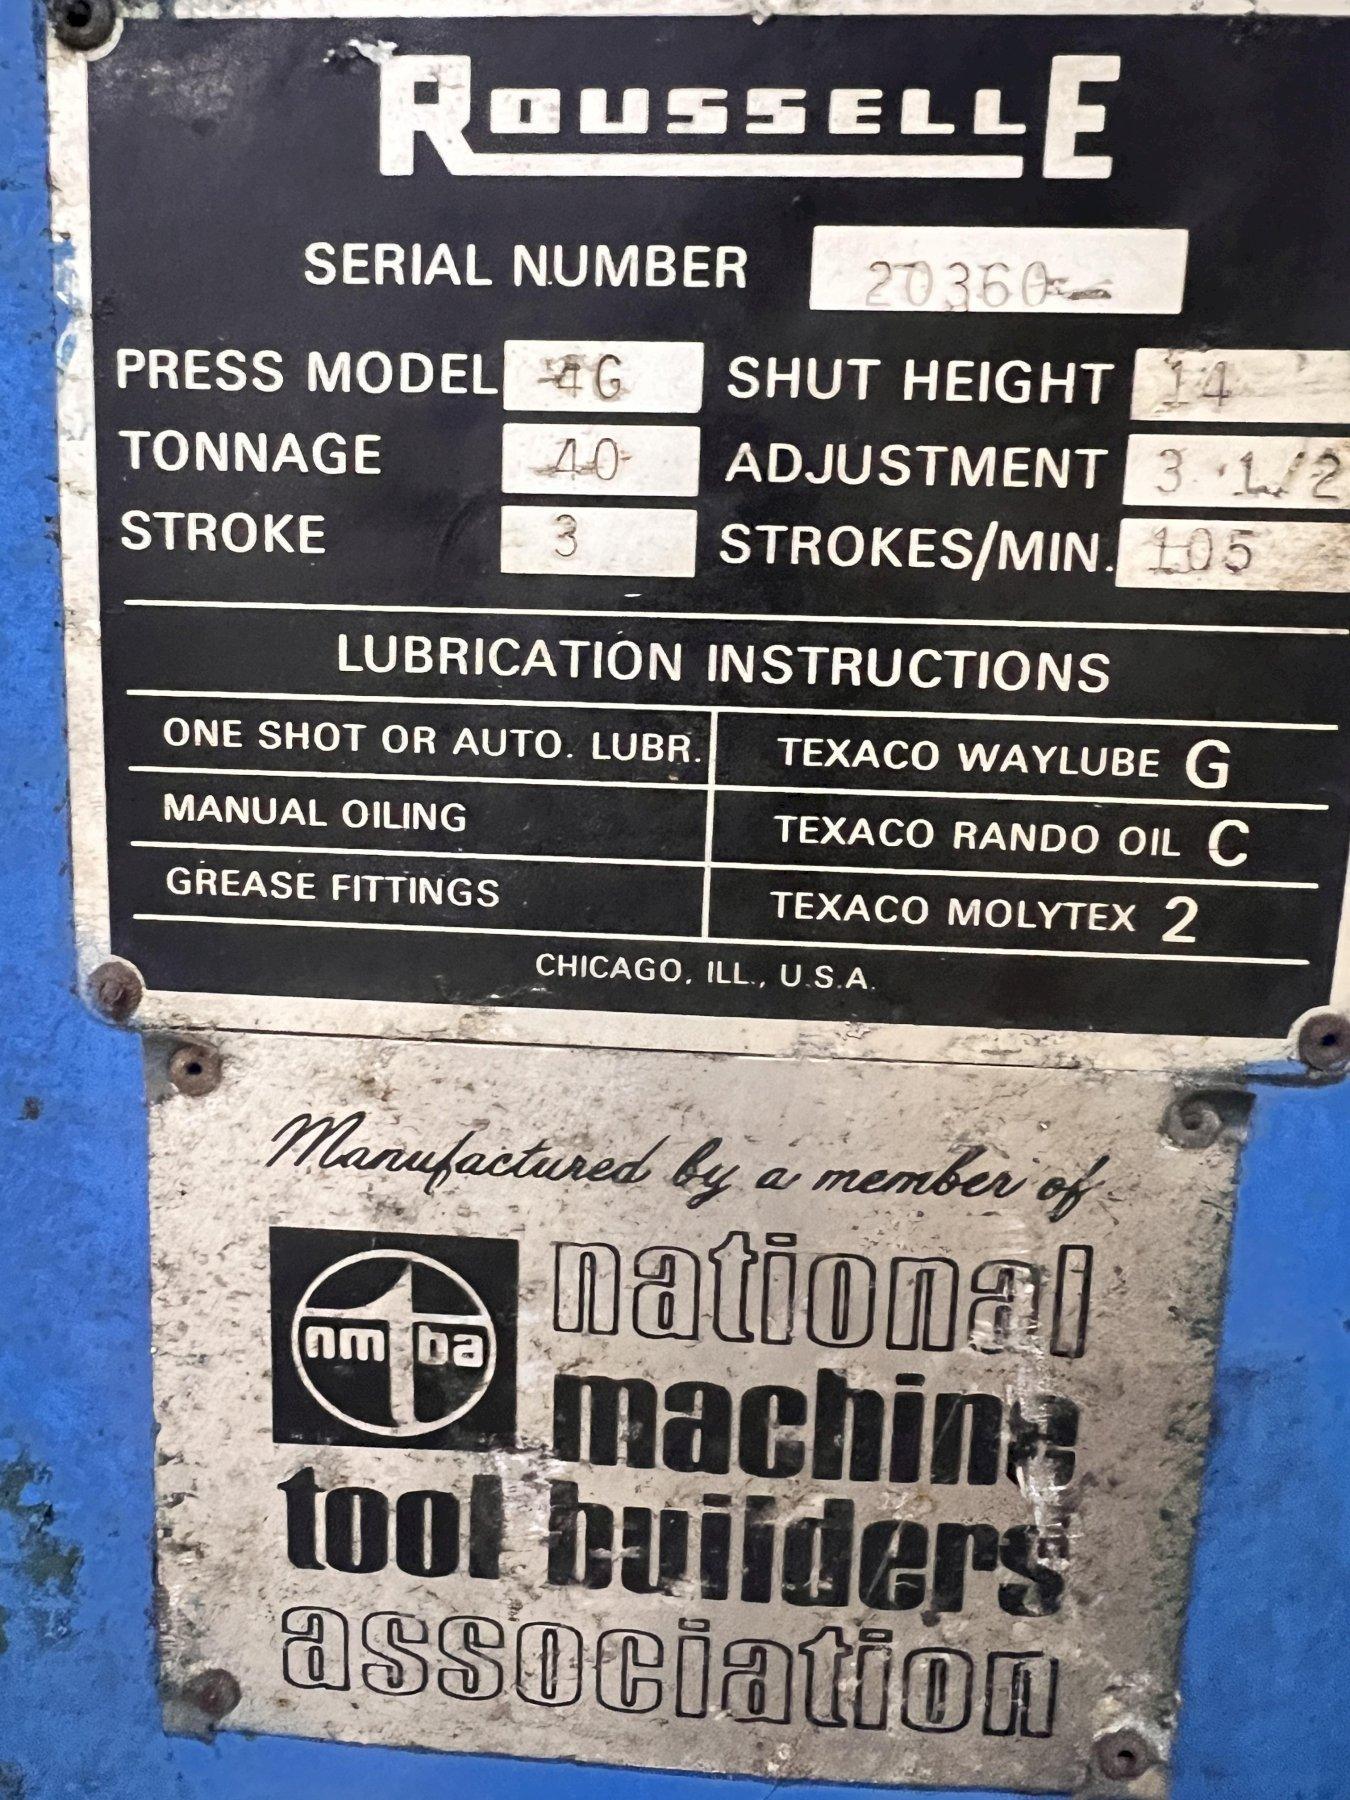 ROUSSELLE
SERIAL NUMBER 20360
PRESS MODEL 4G SHUT HEIGHT 14
TONNAGE 40 ADJUSTMENT 3 1/2
STROKE 3 STROKES/MIN. 105
LUBRICATION INSTRUCTIONS
ONE SHOT OR AUTO. LUBR. TEXACO WAYLUBE G
MANUAL OILING TEXACO RANDO OIL C
GREASE FITTINGS TEXACO MOLYTEX 2
CHICAGO, ILL., U.S.A.
Manufactured by a member of
nmtba national
machine
tool builders
association